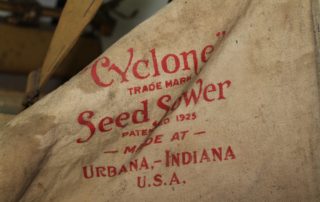 "Cyclone"
TRADE MARK
Seed Sower
PATENTED 1925
— MADE AT —
URBANA,-INDIANA
U.S.A.